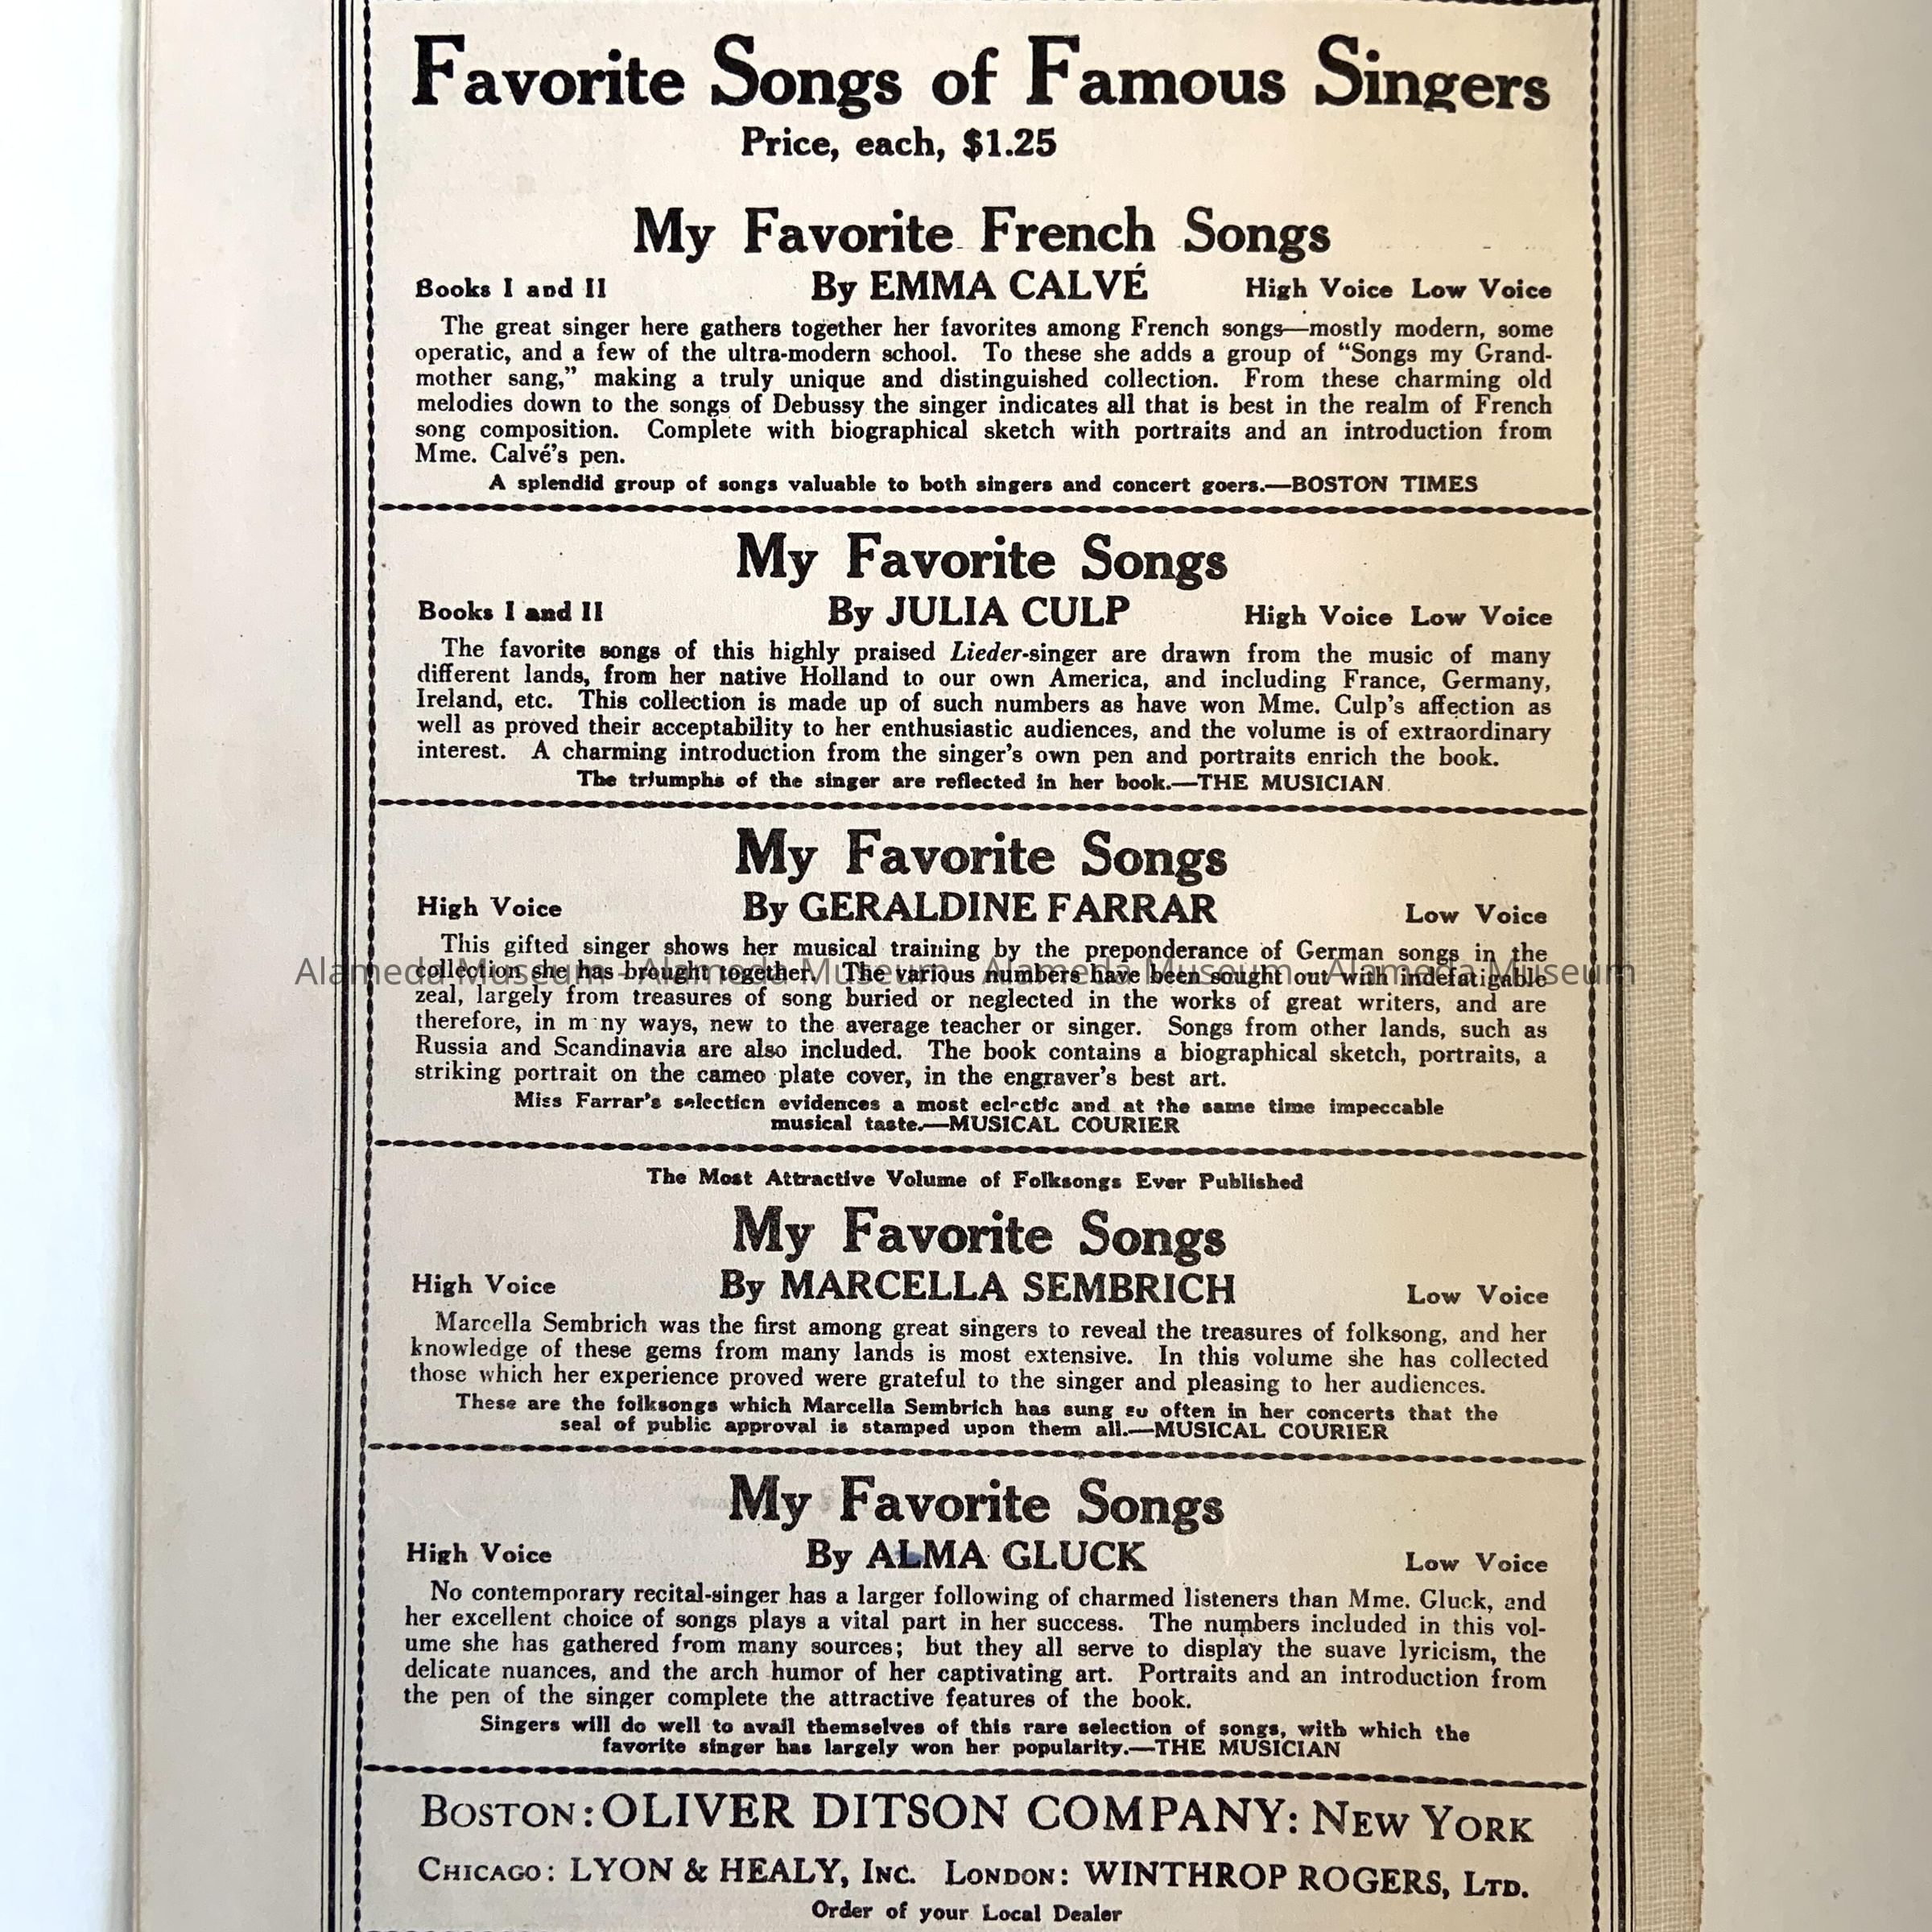 Favorite Songs of Famous Singers
Price, each, $1.25
My Favorite French Songs
Books I and II By EMMA CALVÉ High Voice Low Voice
The great singer here gathers together her favorites among French songs—mostly modern, some
operatic, and a few of the ultra-modern school. To these she adds a group of “Songs my Grand-
mother sang,” making a truly unique and distinguished collection. From these charming old
melodies down to the songs of Debussy the singer indicates all that is best in the realm of French
song composition. Complete with biographical sketch with portraits and an introduction from
Mme. Calvé's pen.
A splendid group of songs valuable to both singers and concert goers.—BOSTON TIMES
My Favorite Songs
Books I and II By JULIA CULP High Voice Low Voice
The favorite songs of this highly praised Lieder-singer are drawn from the music of many
different lands, from her native Holland to our own America, and including France, Germany,
Ireland, etc. This collection is made up of such numbers as have won Mme. Culp's affection as
well as proved their acceptability to her enthusiastic audiences, and the volume is of extraordinary
interest. A charming introduction from the singer's own pen and portraits enrich the book.
The triumphs of the singer are reflected in her book.—THE MUSICIAN
My Favorite Songs
High Voice By GERALDINE FARRAR Low Voice
This gifted singer shows her musical training by the preponderance of German songs in the
collection she has brought together. The various numbers have been sought out with indefatigable
Alameda Museum - Alameda Museum - Alameda Museum - Alameda Museum
zeal, largely from treasures of song buried or neglected in the works of great writers, and are
therefore, in m ny ways, new to the average teacher or singer. Songs from other lands, such as
Russia and Scandinavia are also included. The book contains a biographical sketch, portraits, a
striking portrait on the cameo plate cover, in the engraver's best art.
Miss Farrar's selection evidences a most eclectic and at the same time impeccable
musical taste.—MUSICAL COURIER
The Most Attractive Volume of Folksongs Ever Published
My Favorite Songs
High Voice By MARCELLA SEMBRICH Low Voice
Marcella Sembrich was the first among great singers to reveal the treasures of folksong, and her
knowledge of these gems from many lands is most extensive. In this volume she has collected
those which her experience proved were grateful to the singer and pleasing to her audiences.
These are the folksongs which Marcella Sembrich has sung so often in her concerts that the
seal of public approval is stamped upon them all.—MUSICAL COURIER
My Favorite Songs
High Voice By ALMA GLUCK Low Voice
No contemporary recital-singer has a larger following of charmed listeners than Mme. Gluck, and
her excellent choice of songs plays a vital part in her success. The numbers included in this vol-
ume she has gathered from many sources; but they all serve to display the suave lyricism, the
delicate nuances, and the arch humor of her captivating art. Portraits and an introduction from
the pen of the singer complete the attractive features of the book.
Singers will do well to avail themselves of this rare selection of songs, with which the
favorite singer has largely won her popularity.—THE MUSICIAN
BOSTON: OLIVER DITSON COMPANY: NEW YORK
CHICAGO: LYON & HEALY, INC. LONDON: WINTHROP ROGERS, LTD.
Order of your Local Dealer